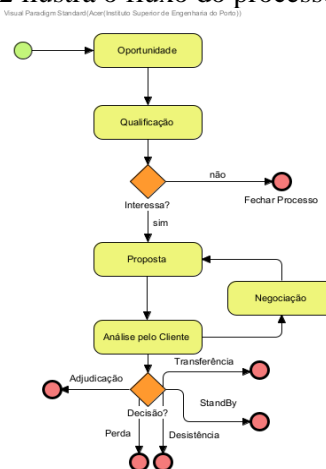 2 ilustra o fluxo do process
Visual Paradigm Standard(Acer(Instituto Superior de Engenharia do Porto))
Oportunidade
Qualificação
não
Interessa?
Fechar Processo
sim
Proposta
Negociação
Análise pelo Cliente
Transferência
Adjudicação
StandBy
Decisão?
Perda
Desistência